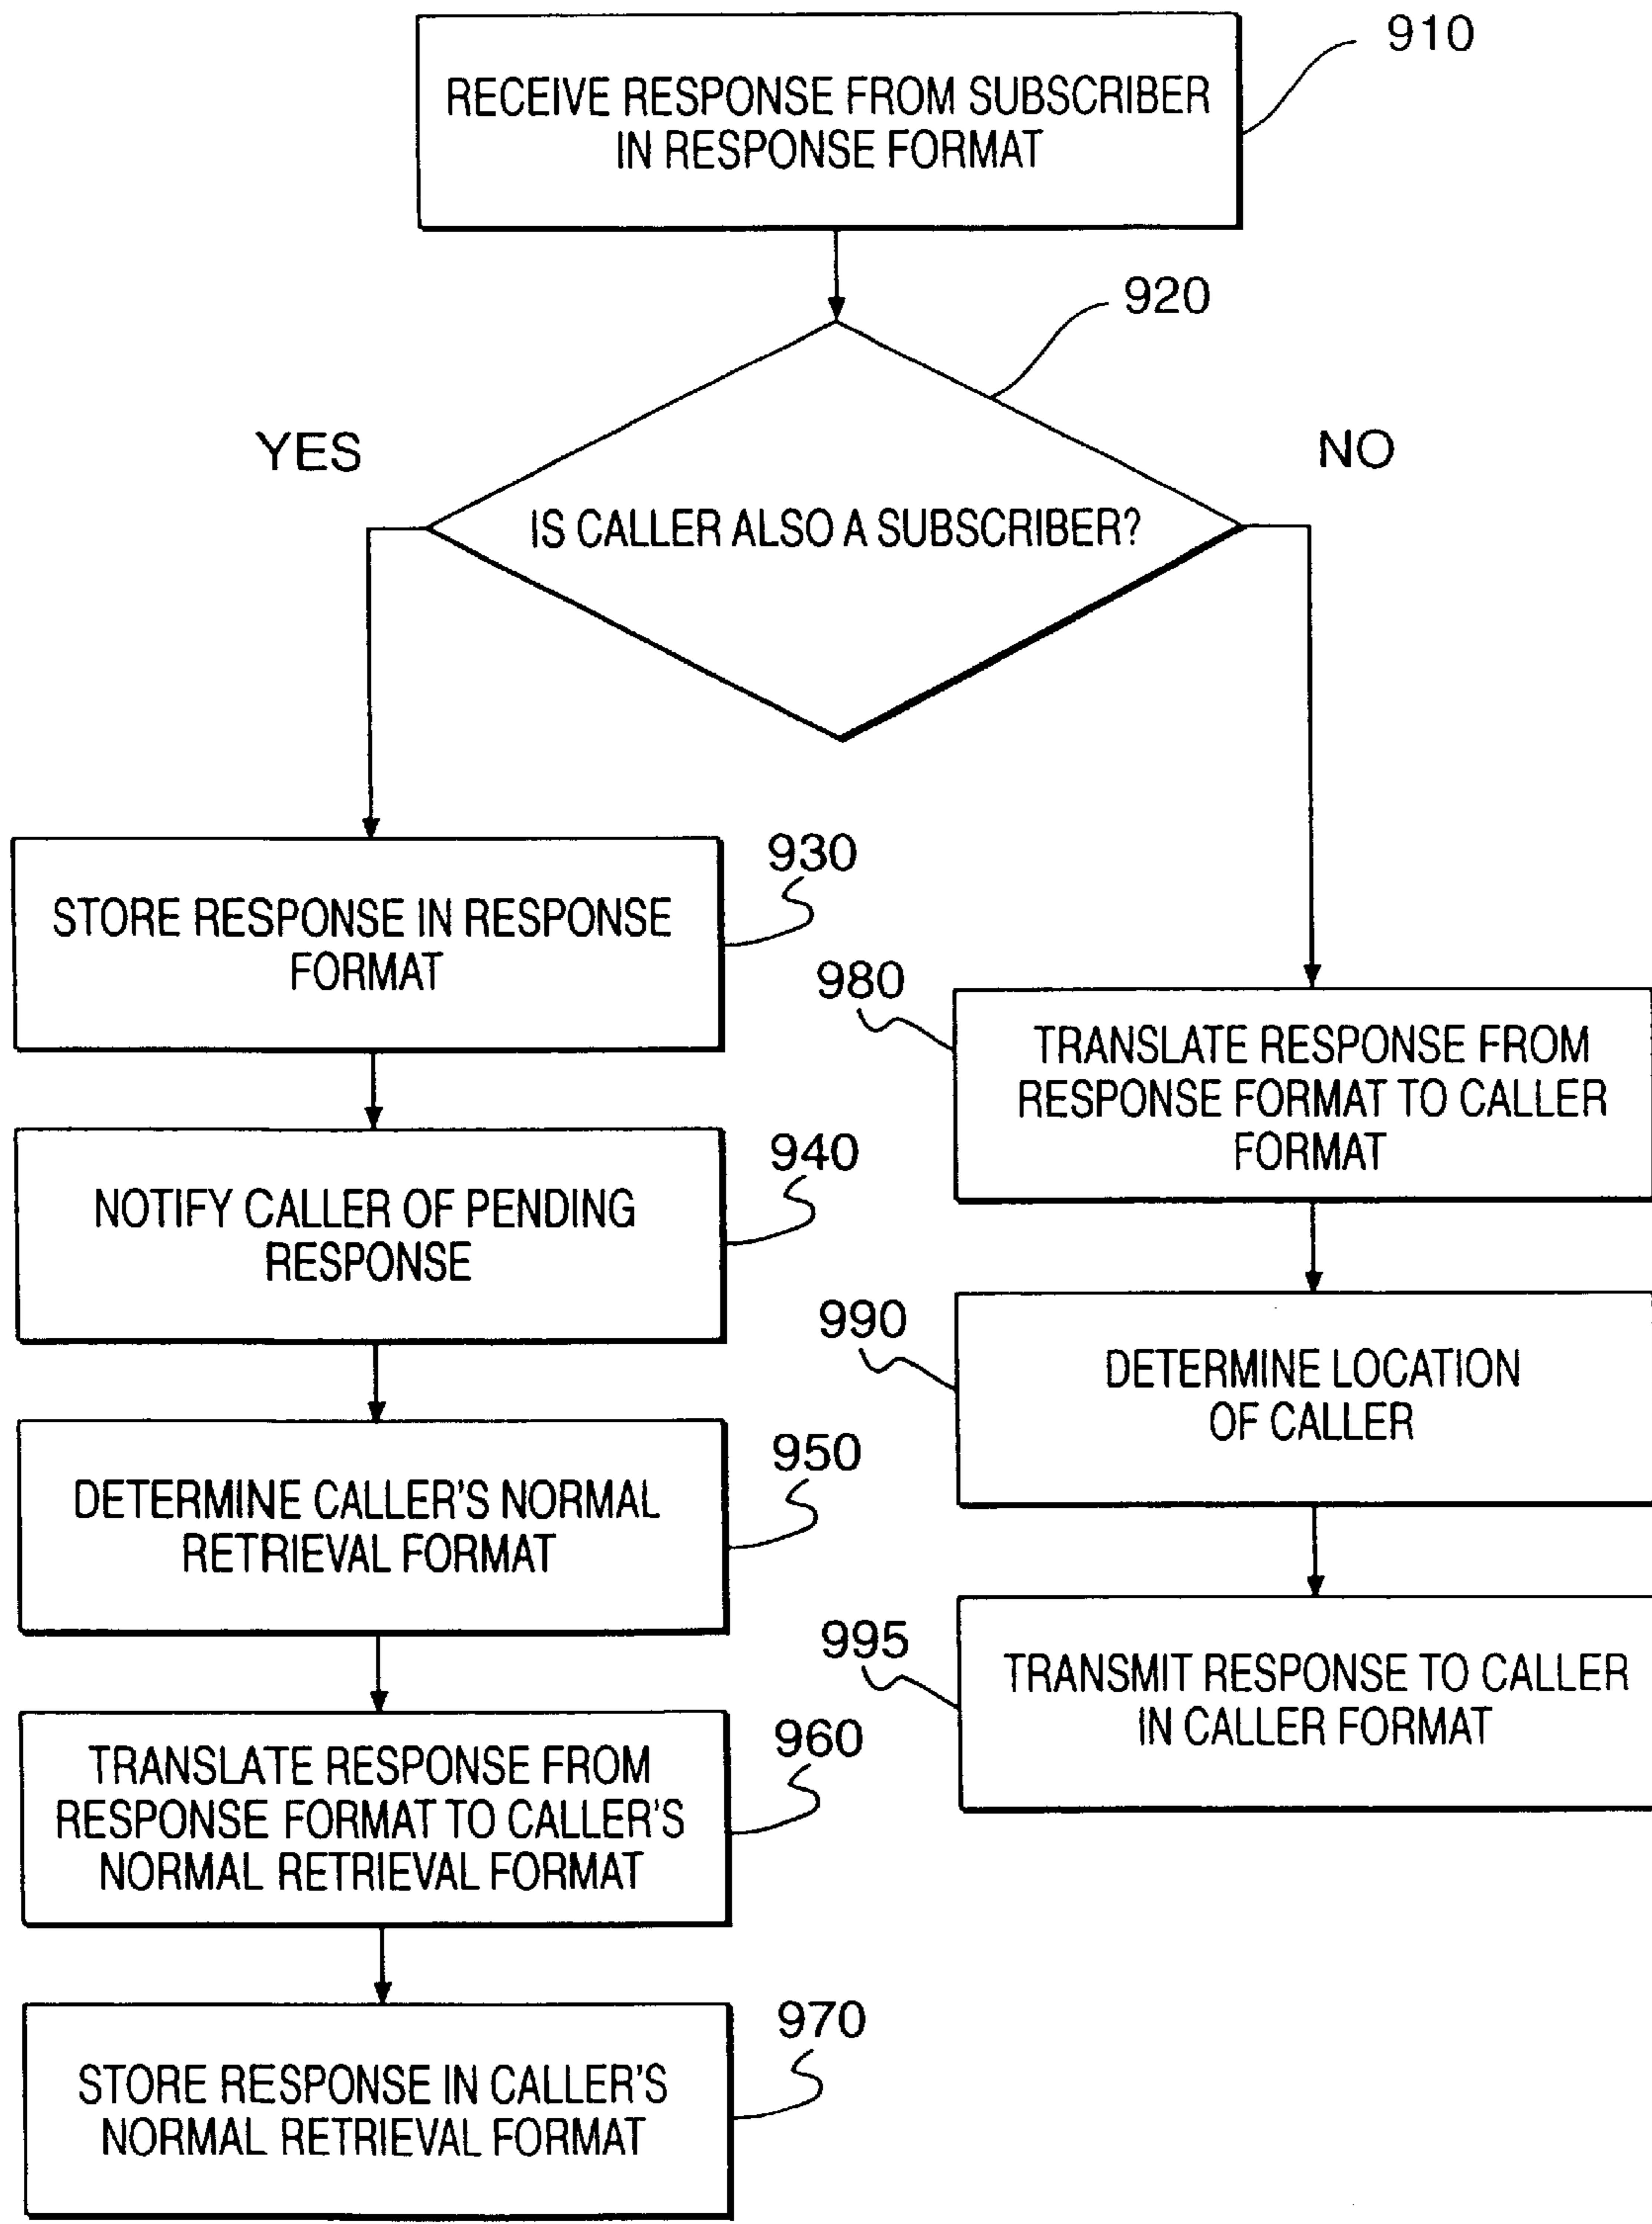 910
RECEIVE RESPONSE FROM SUBSCRIBER
IN RESPONSE FORMAT
920
YES
NO
IS CALLER ALSO A SUBSCRIBER?
930
STORE RESPONSE IN RESPONSE
FORMAT
940
NOTIFY CALLER OF PENDING
RESPONSE
950
DETERMINE CALLER'S NORMAL
RETRIEVAL FORMAT
960
TRANSLATE RESPONSE FROM
RESPONSE FORMAT TO CALLER'S
NORMAL RETRIEVAL FORMAT
970
STORE RESPONSE IN CALLER'S
NORMAL RETRIEVAL FORMAT
980
TRANSLATE RESPONSE FROM
RESPONSE FORMAT TO CALLER
FORMAT
990
DETERMINE LOCATION
OF CALLER
995
TRANSMIT RESPONSE TO CALLER
IN CALLER FORMAT